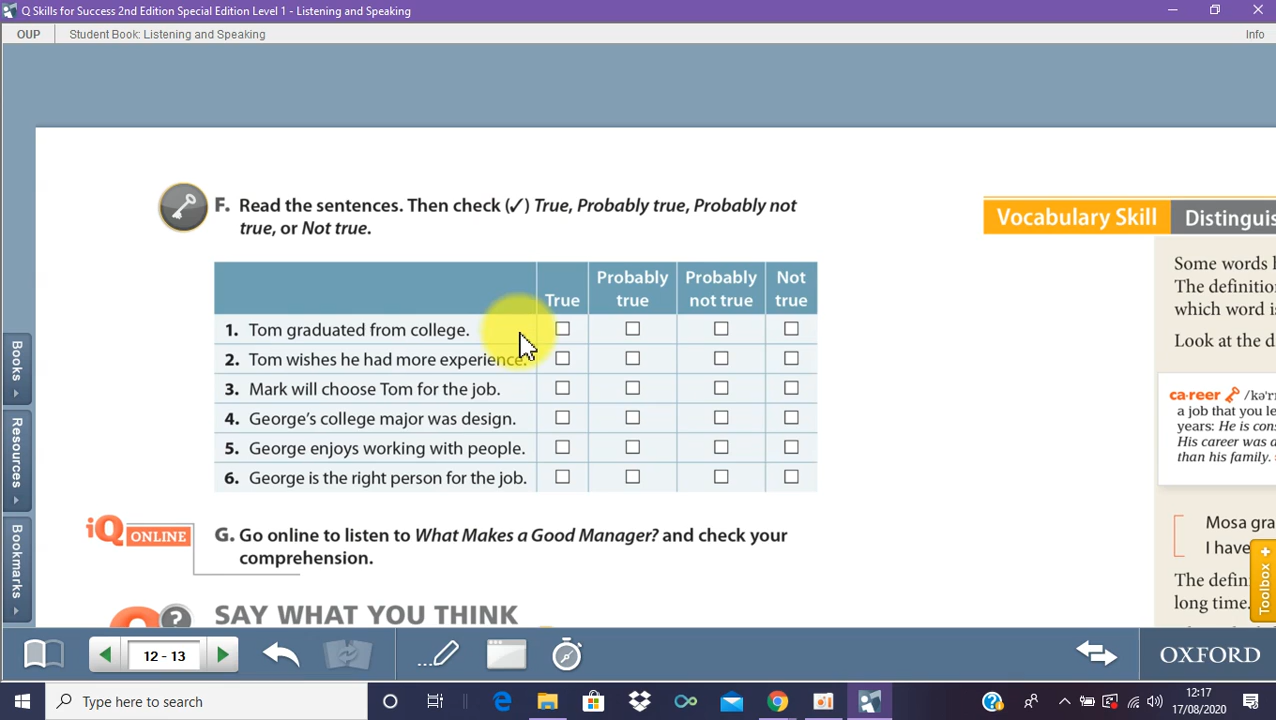 Q Skills for Success 2nd Edition Special Edition Level 1 - Listening and Speaking
OUP Student Book: Listening and Speaking Info
F. Read the sentences. Then check (✓) True, Probably true, Probably not
true, or Not true.
True Probably true Probably not true Not true
1. Tom graduated from college.
2. Tom wishes he had more experience.
3. Mark will choose Tom for the job.
4. George's college major was design.
5. George enjoys working with people.
6. George is the right person for the job.
iQ ONLINE
G. Go online to listen to What Makes a Good Manager? and check your
comprehension.
Q?
SAY WHAT YOU THINK
Vocabulary Skill
Some words
The definition
which word is
Look at the
ca·reer
a job that you
years: He is
His career was
than his family.
Mosa
I have
The
long time.
Books
Resources
Bookmarks
Toolbox +
12 - 13
OXFORD
Type here to search
12:17
17/08/2020